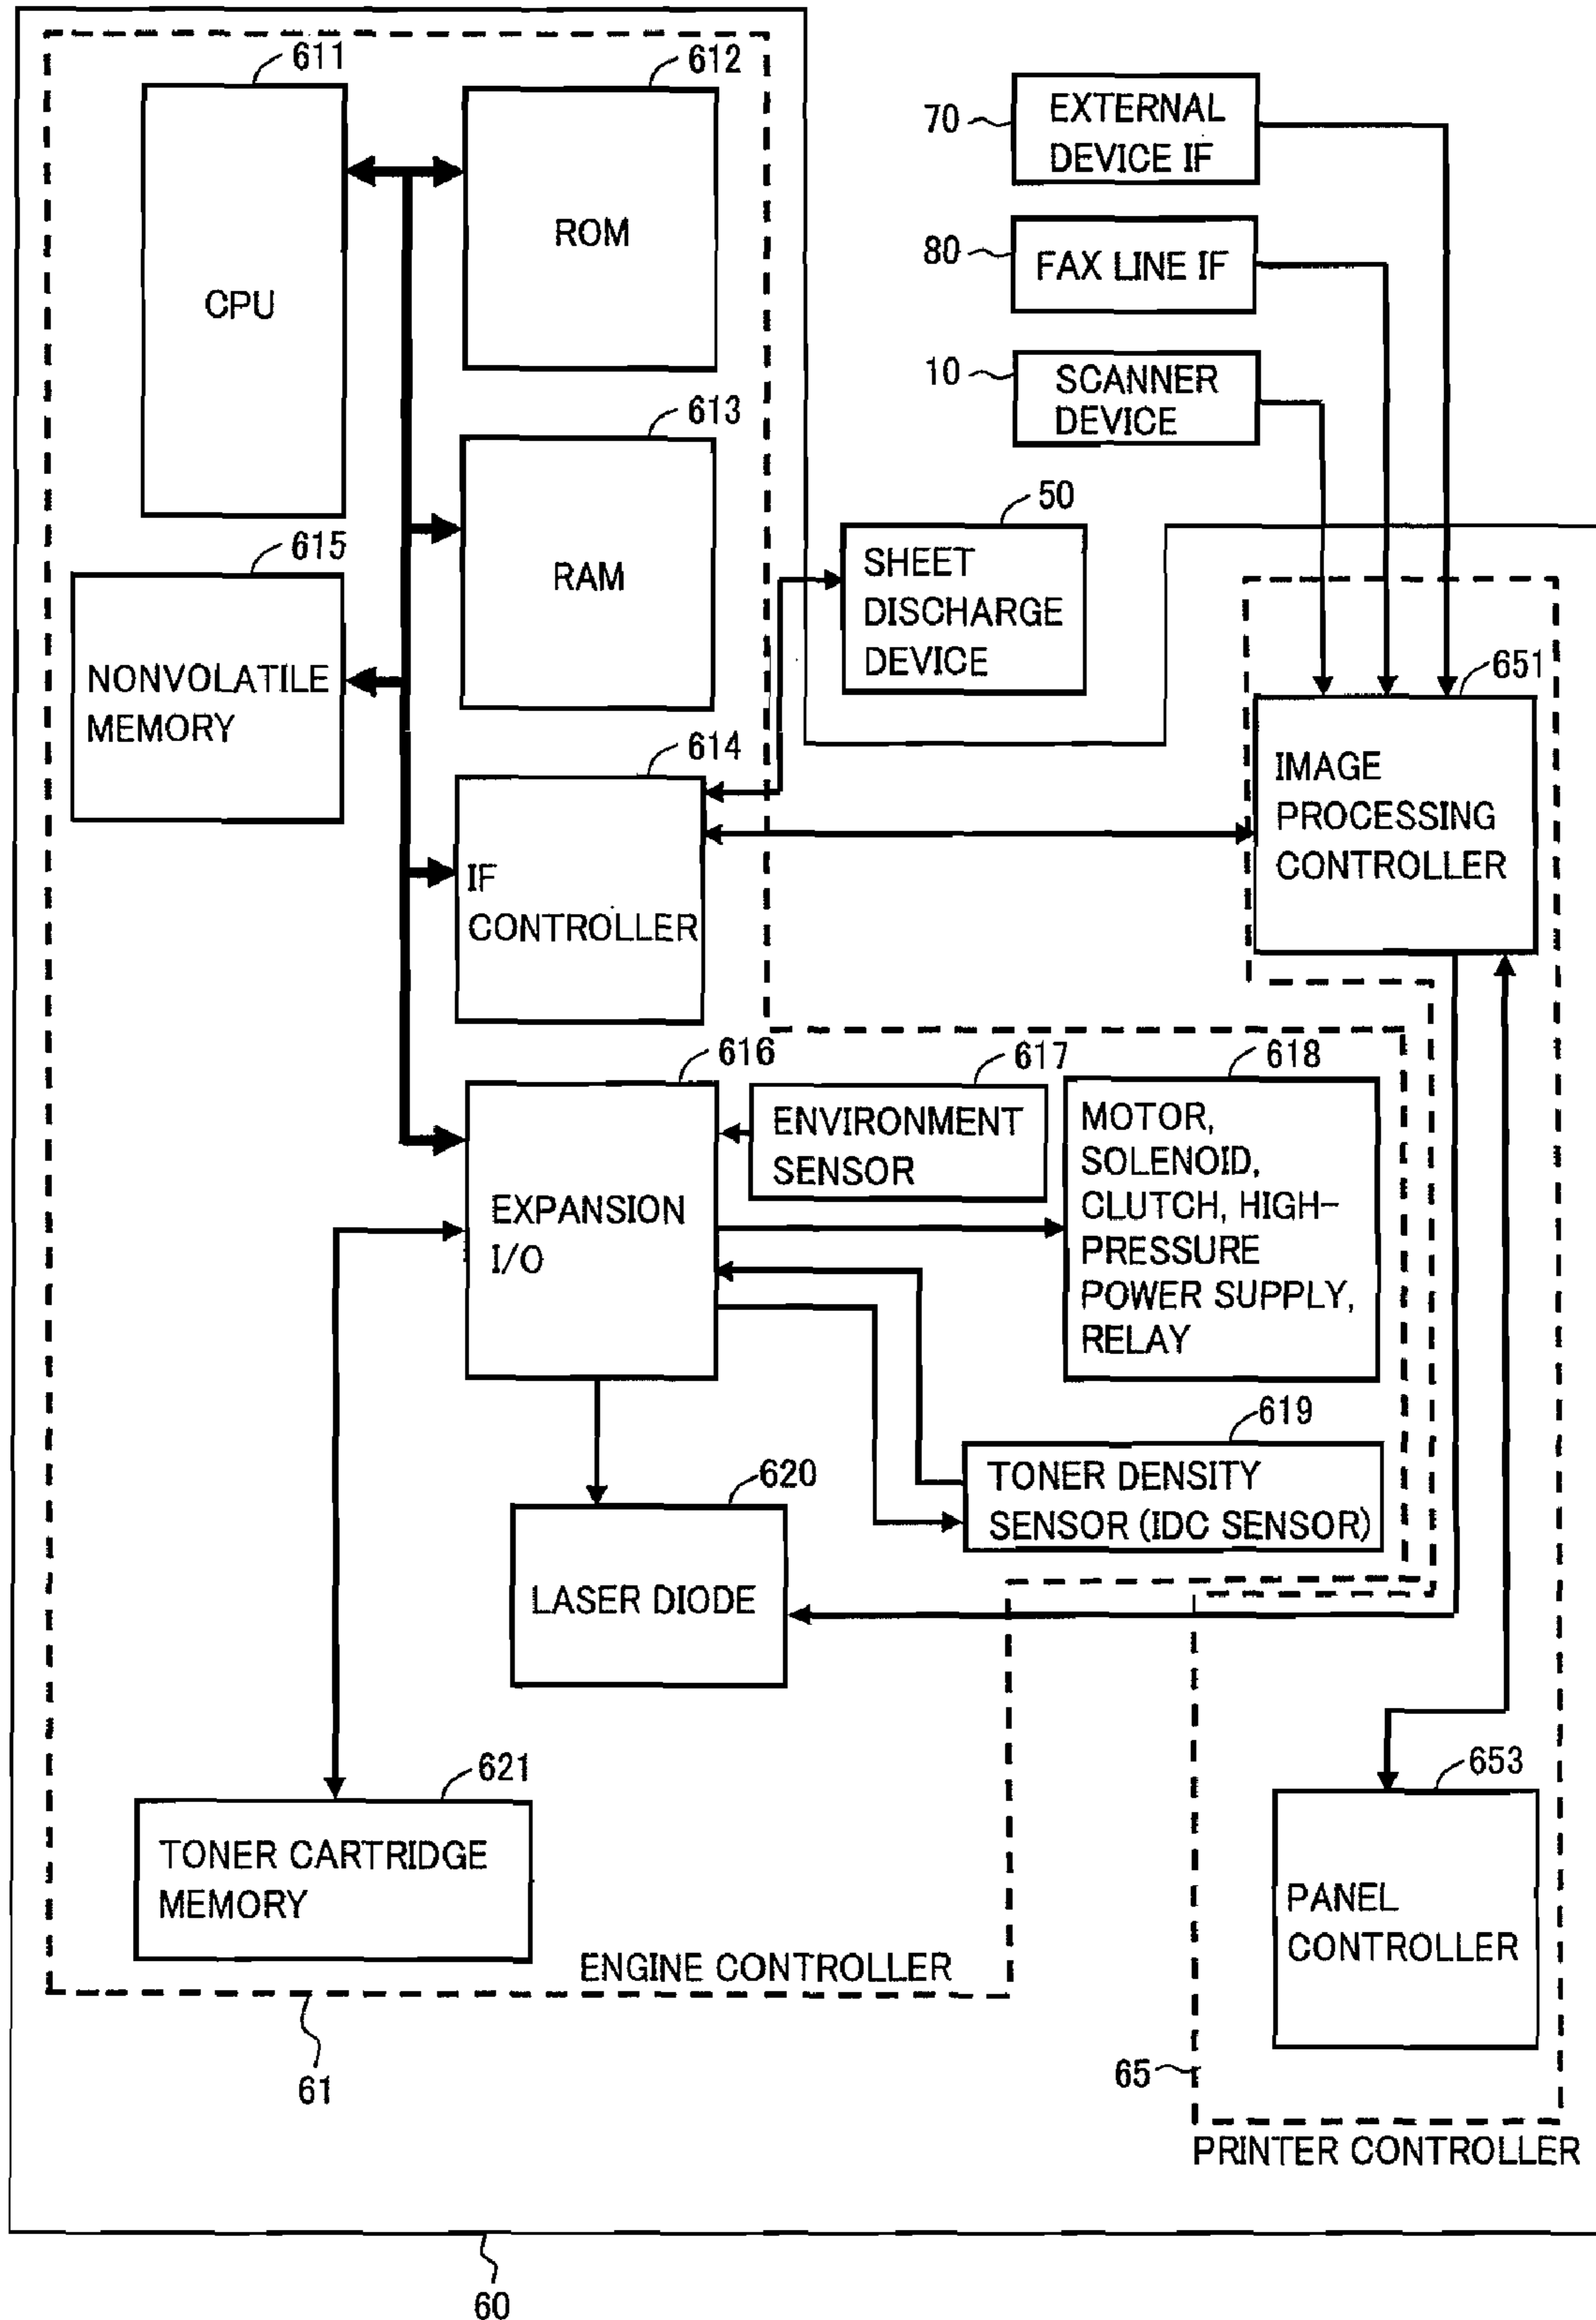 611
612
CPU
ROM
70
EXTERNAL
DEVICE IF
80
FAX LINE IF
10
SCANNER
DEVICE
613
RAM
50
SHEET
DISCHARGE
DEVICE
615
NONVOLATILE
MEMORY
651
IMAGE
PROCESSING
CONTROLLER
614
IF
CONTROLLER
616
EXPANSION
I/O
617
ENVIRONMENT
SENSOR
618
MOTOR,
SOLENOID,
CLUTCH, HIGH-
PRESSURE
POWER SUPPLY,
RELAY
619
TONER DENSITY
SENSOR (IDC SENSOR)
620
LASER DIODE
621
TONER CARTRIDGE
MEMORY
653
PANEL
CONTROLLER
ENGINE CONTROLLER
61
65
PRINTER CONTROLLER
60